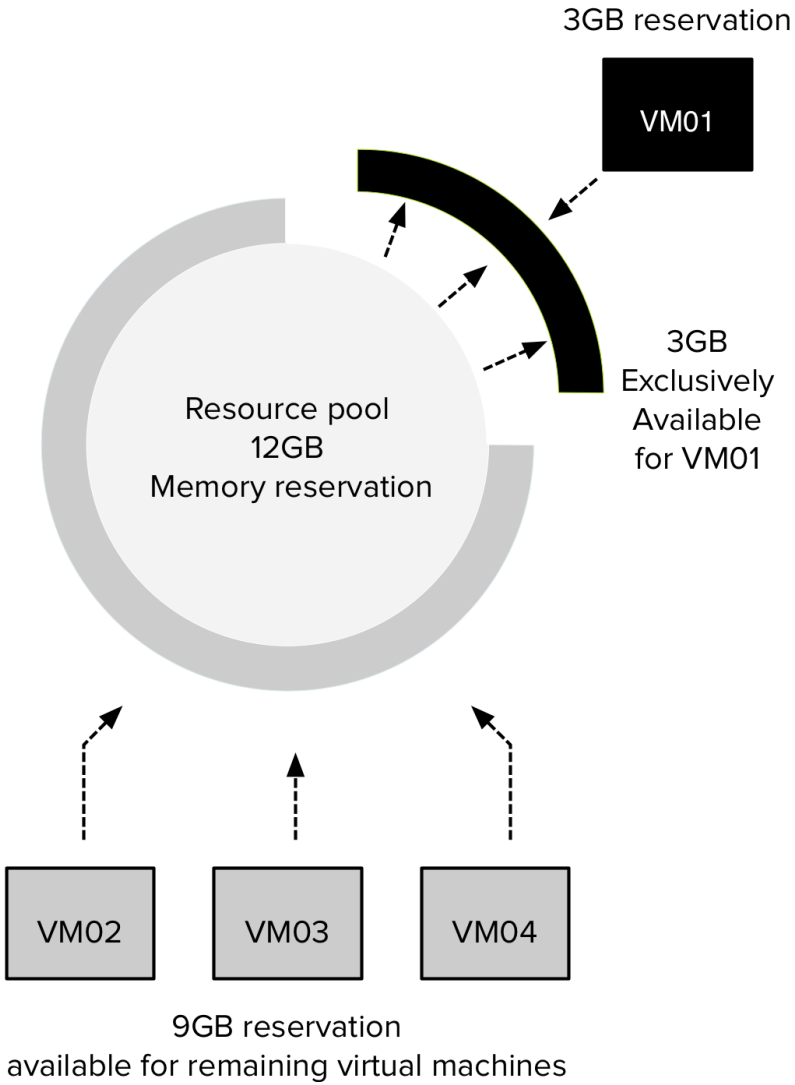 3GB reservation
VM01
3GB
Exclusively
Available
for VM01
Resource pool
12GB
Memory reservation
VM02
VM03
VM04
9GB reservation
available for remaining virtual machines